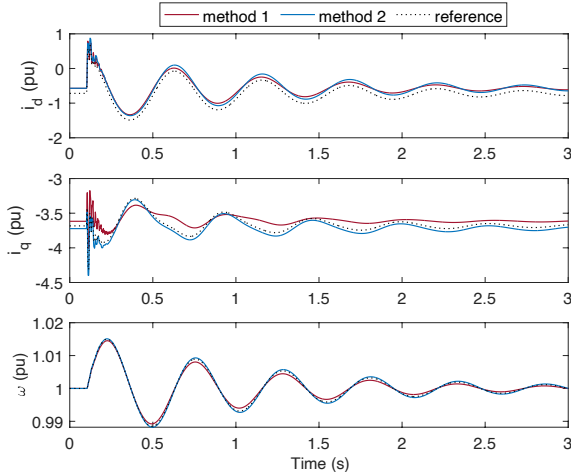 method 1 method 2 reference
1
0
-1
-2
i_d (pu)
0 0.5 1 1.5 2 2.5 3
-3
-3.5
-4
-4.5
i_q (pu)
0 0.5 1 1.5 2 2.5 3
1.02
1.01
1
0.99
ω (pu)
0 0.5 1 1.5 2 2.5 3
Time (s)